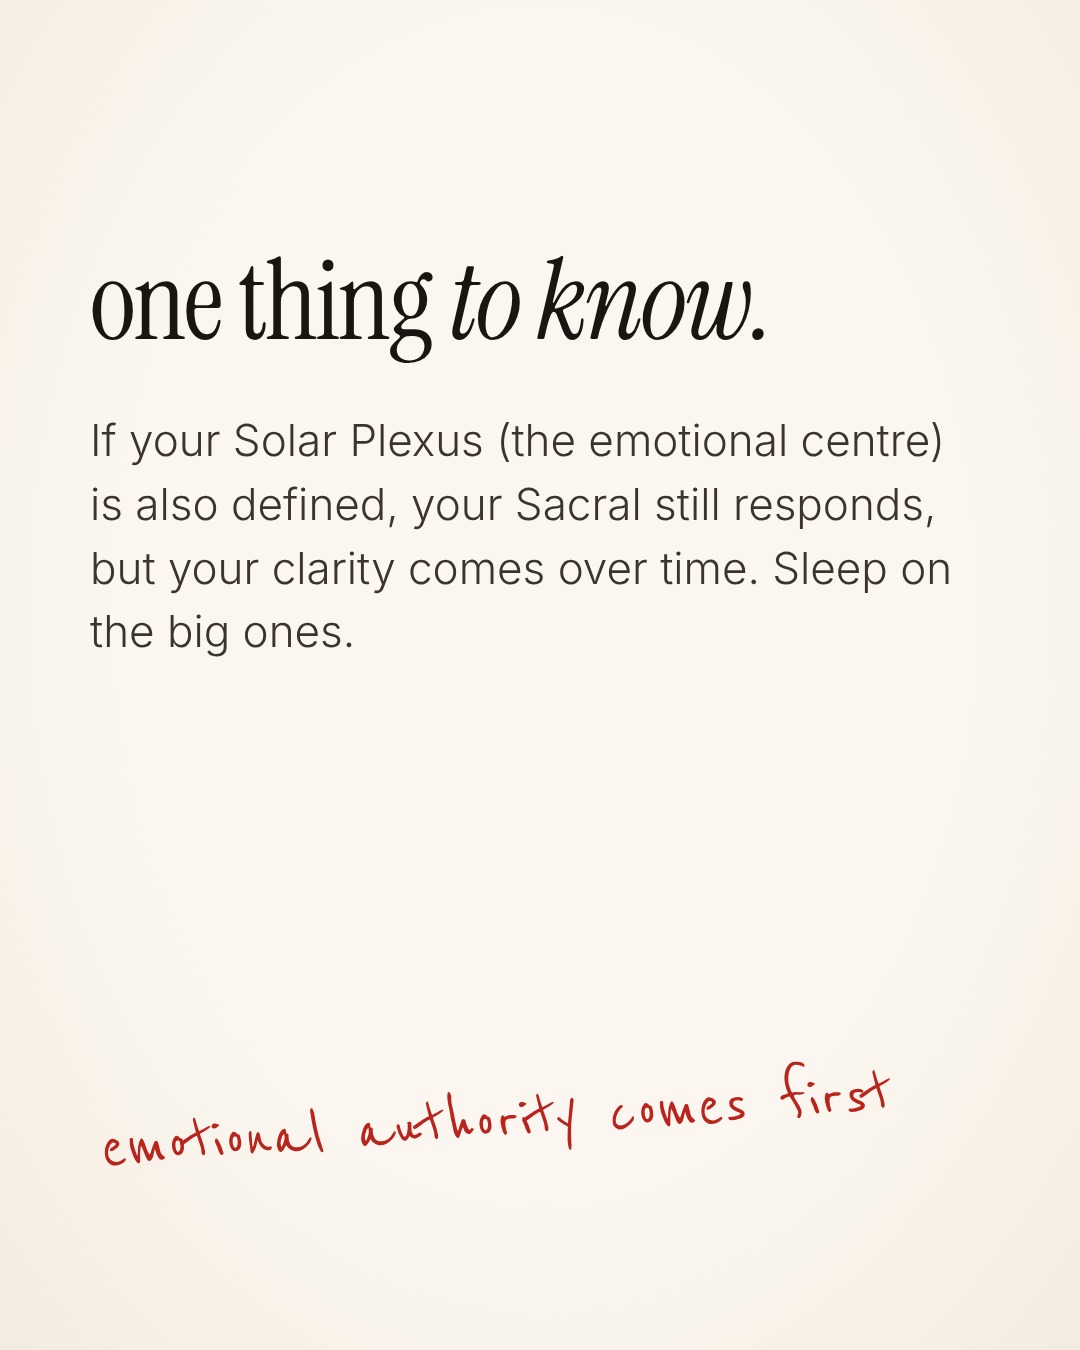 one thing to know.
If your Solar Plexus (the emotional centre)
is also defined, your Sacral still responds,
but your clarity comes over time. Sleep on
the big ones.
emotional authority comes first